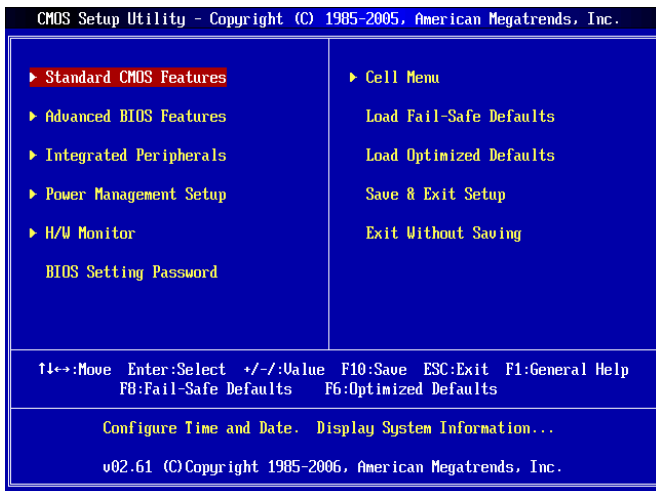 CMOS Setup Utility - Copyright (C) 1985-2005, American Megatrends, Inc.
▶ Standard CMOS Features
▶ Advanced BIOS Features
▶ Integrated Peripherals
▶ Power Management Setup
▶ H/W Monitor
BIOS Setting Password
▶ Cell Menu
Load Fail-Safe Defaults
Load Optimized Defaults
Save & Exit Setup
Exit Without Saving
↑↓↔:Move Enter:Select +/-/:Value F10:Save ESC:Exit F1:General Help
F8:Fail-Safe Defaults F6:Optimized Defaults
Configure Time and Date. Display System Information...
v02.61 (C)Copyright 1985-2006, American Megatrends, Inc.